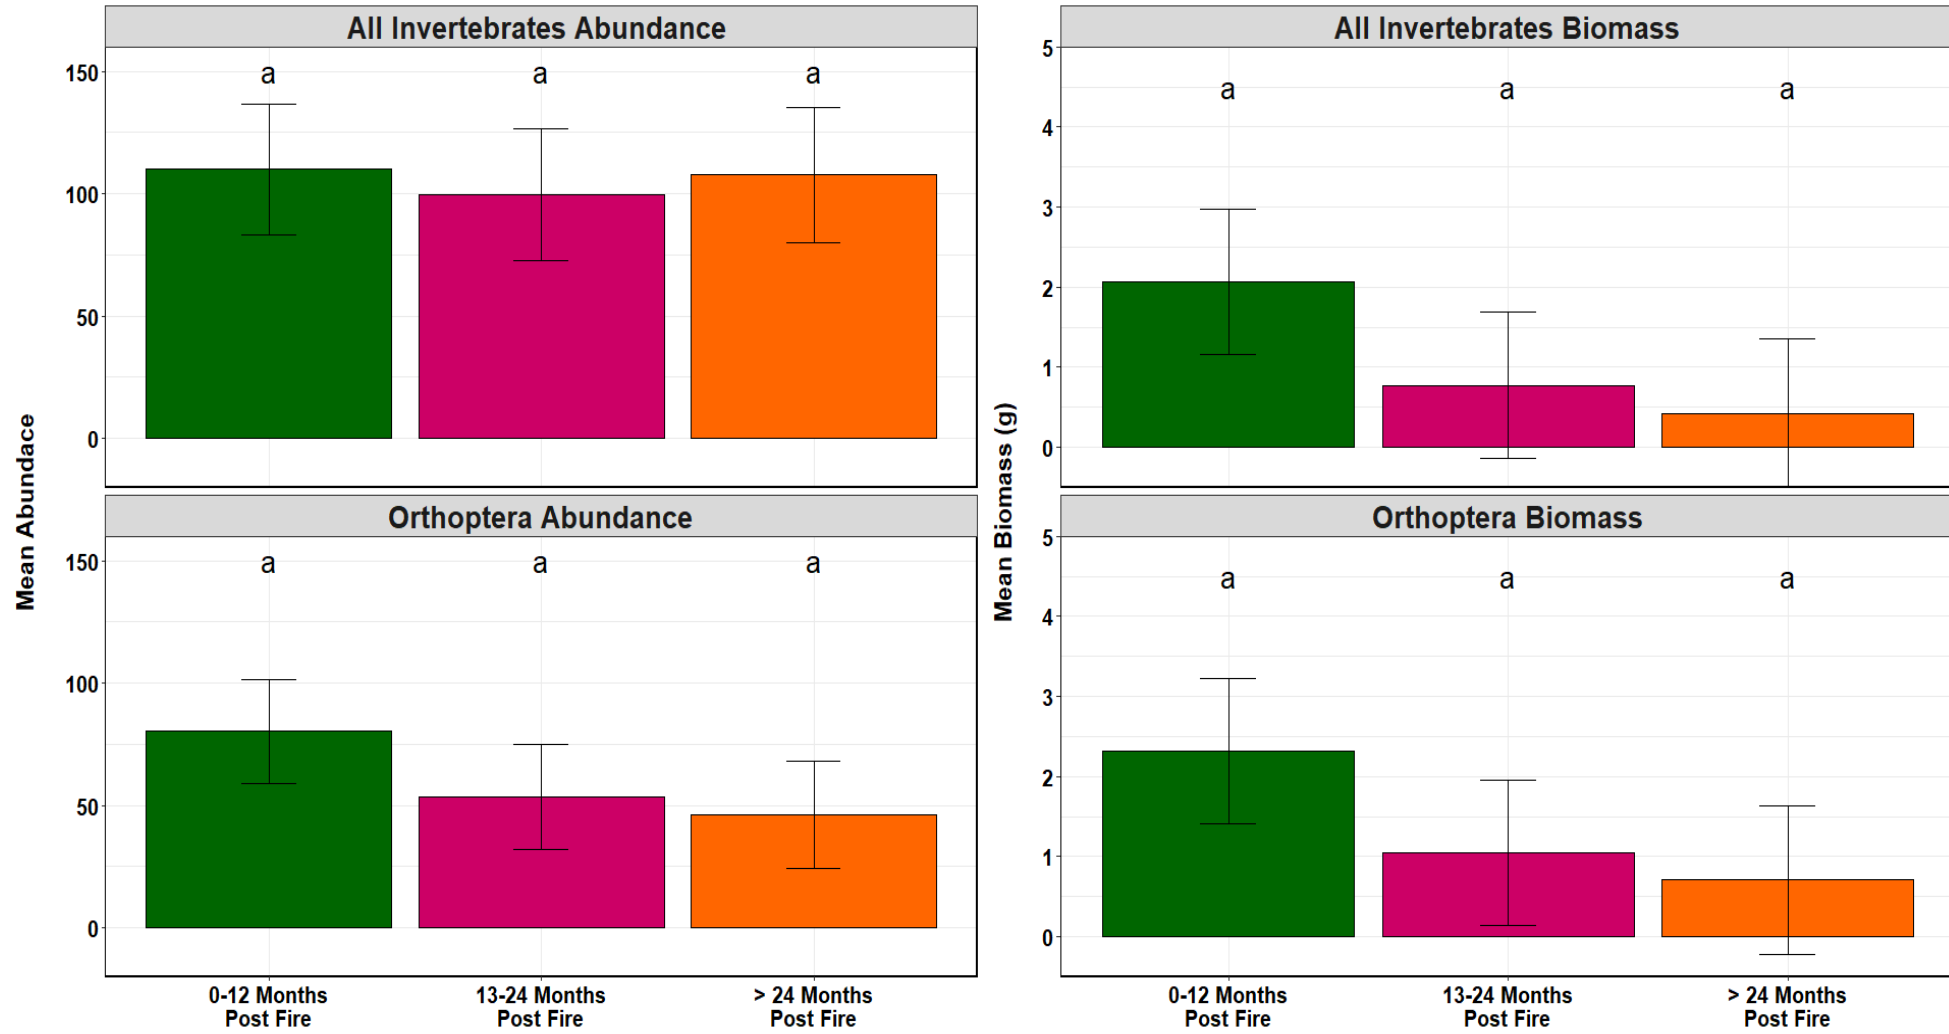 All Invertebrates Abundance
a a a
150
100
50
0
Mean Abundace
Orthoptera Abundance
a a a
150
100
50
0
0-12 Months
Post Fire
13-24 Months
Post Fire
> 24 Months
Post Fire
All Invertebrates Biomass
a a a
5
4
3
2
1
0
Mean Biomass (g)
Orthoptera Biomass
a a a
5
4
3
2
1
0
0-12 Months
Post Fire
13-24 Months
Post Fire
> 24 Months
Post Fire